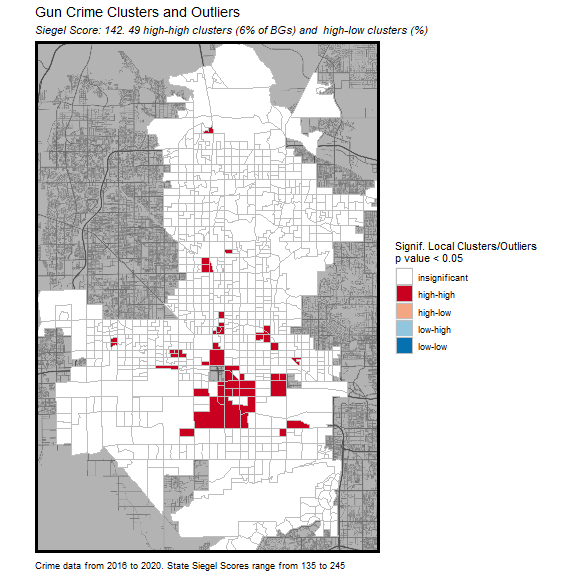 Gun Crime Clusters and Outliers
Siegel Score: 142. 49 high-high clusters (6% of BGs) and  high-low clusters (%)
Signif. Local Clusters/Outliers
p value < 0.05
insignificant
high-high
high-low
low-high
low-low
Crime data from 2016 to 2020. State Siegel Scores range from 135 to 245